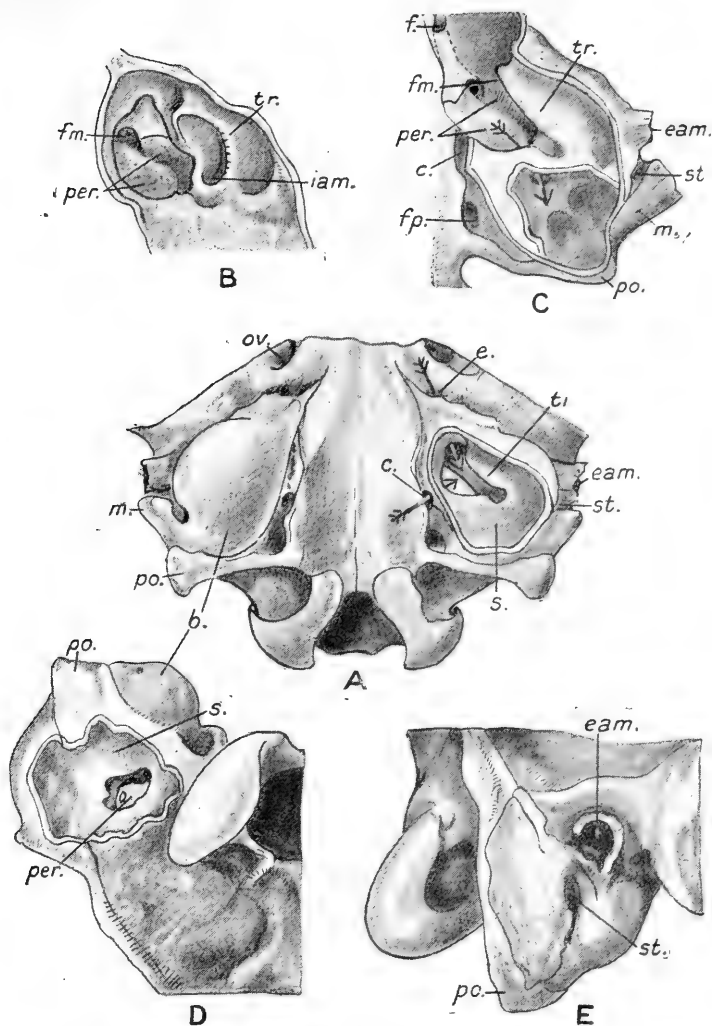 f.
fm.
per.
c.
fp.
tr.
eam.
st
m.
po.
C
tr.
fm.
per.
iam.
B
ov.
e.
ti
c.
eam.
m.
st.
po.
s.
b.
A
po.
s.
per.
D
eam.
st.
po.
E